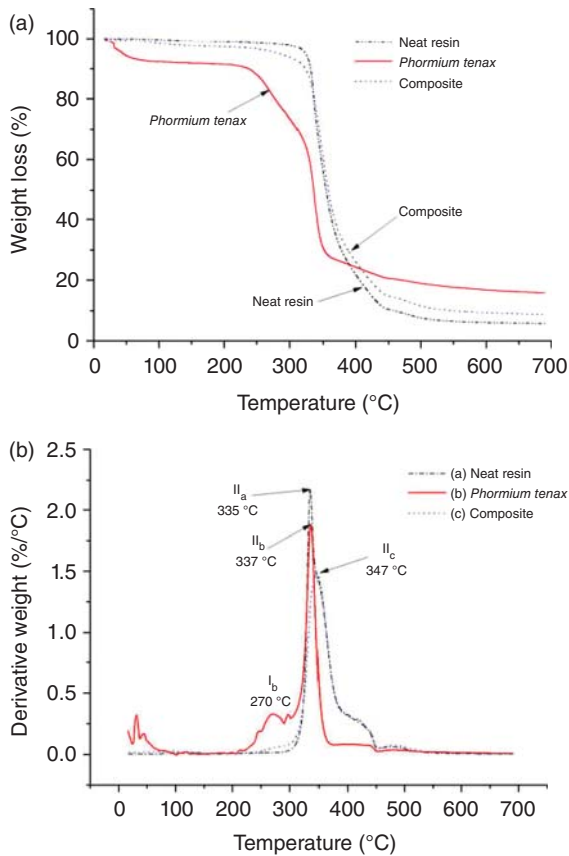 (a)
100
80
60
40
20
0
Weight loss (%)
0 100 200 300 400 500 600 700
Temperature (°C)
Neat resin
Phormium tenax
Composite
Phormium tenax
Composite
Neat resin
(b)
2.5
2.0
1.5
1.0
0.5
0.0
Derivative weight (%/°C)
0 100 200 300 400 500 600 700
Temperature (°C)
(a) Neat resin
(b) Phormium tenax
(c) Composite
IIa
335 °C
IIb
337 °C
IIc
347 °C
Ib
270 °C